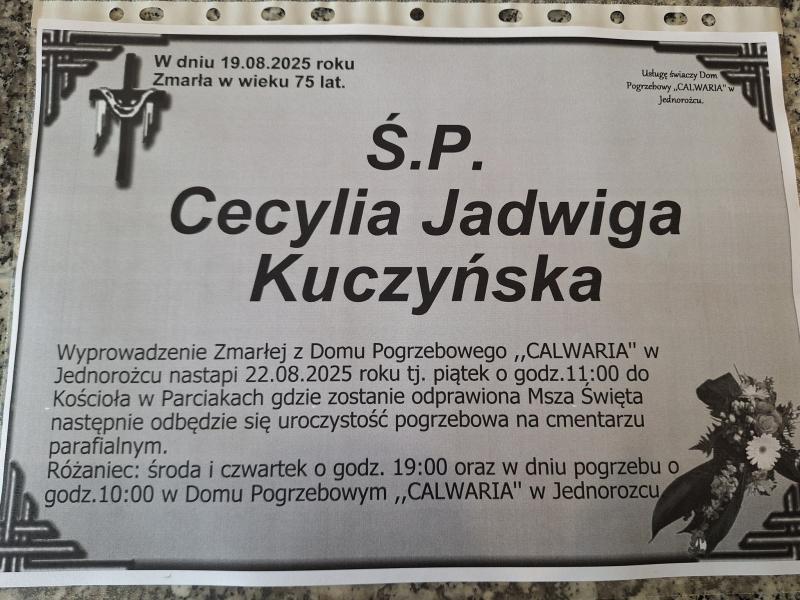 W dniu 19.08.2025 roku
Zmarła w wieku 75 lat.
Usługę świaczy Dom
Pogrzebowy ,,CALWARIA" w
Jednorożcu.
Ś.P.
Cecylia Jadwiga
Kuczyńska
Wyprowadzenie Zmarłej z Domu Pogrzebowego ,,CALWARIA" w
Jednorożcu nastapi 22.08.2025 roku tj. piątek o godz.11:00 do
Kościoła w Parciakach gdzie zostanie odprawiona Msza Święta
następnie odbędzie się uroczystość pogrzebowa na cmentarzu
parafialnym.
Różaniec: środa i czwartek o godz. 19:00 oraz w dniu pogrzebu o
godz.10:00 w Domu Pogrzebowym ,,CALWARIA" w Jednorozcu.